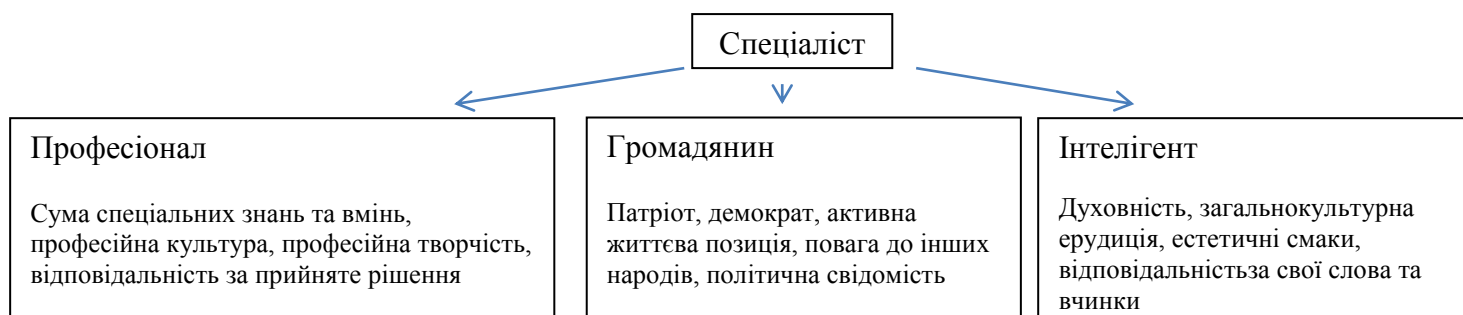 Спеціаліст
Професіонал
Сума спеціальних знань та вмінь,
професійна культура, професійна творчість,
відповідальність за прийняте рішення
Громадянин
Патріот, демократ, активна
життєва позиція, повага до інших
народів, політична свідомість
Інтелігент
Духовність, загальнокультурна
ерудиція, естетичні смаки,
відповідальністьза свої слова та
вчинки